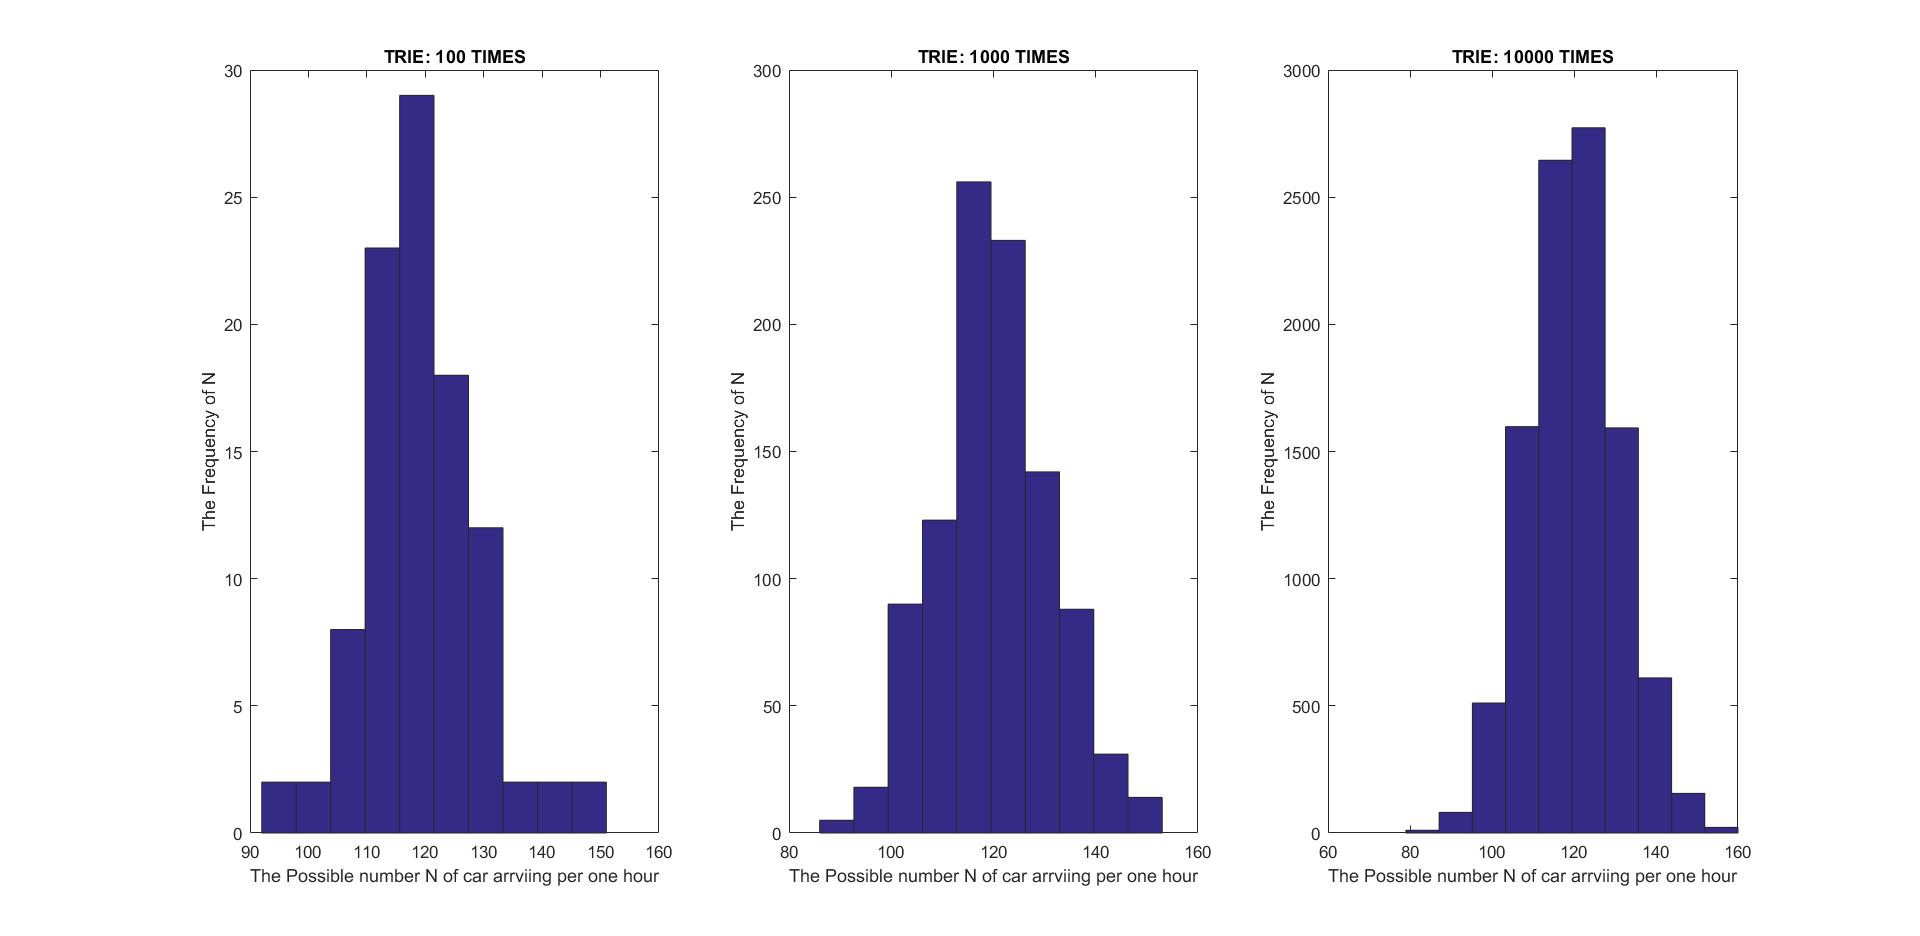 TRIE: 100 TIMES
30
25
20
15
10
5
0
The Frequency of N
90 100 110 120 130 140 150 160
The Possible number N of car arrviing per one hour
TRIE: 1000 TIMES
300
250
200
150
100
50
0
The Frequency of N
80 100 120 140 160
The Possible number N of car arrviing per one hour
TRIE: 10000 TIMES
3000
2500
2000
1500
1000
500
0
The Frequency of N
60 80 100 120 140 160
The Possible number N of car arrviing per one hour